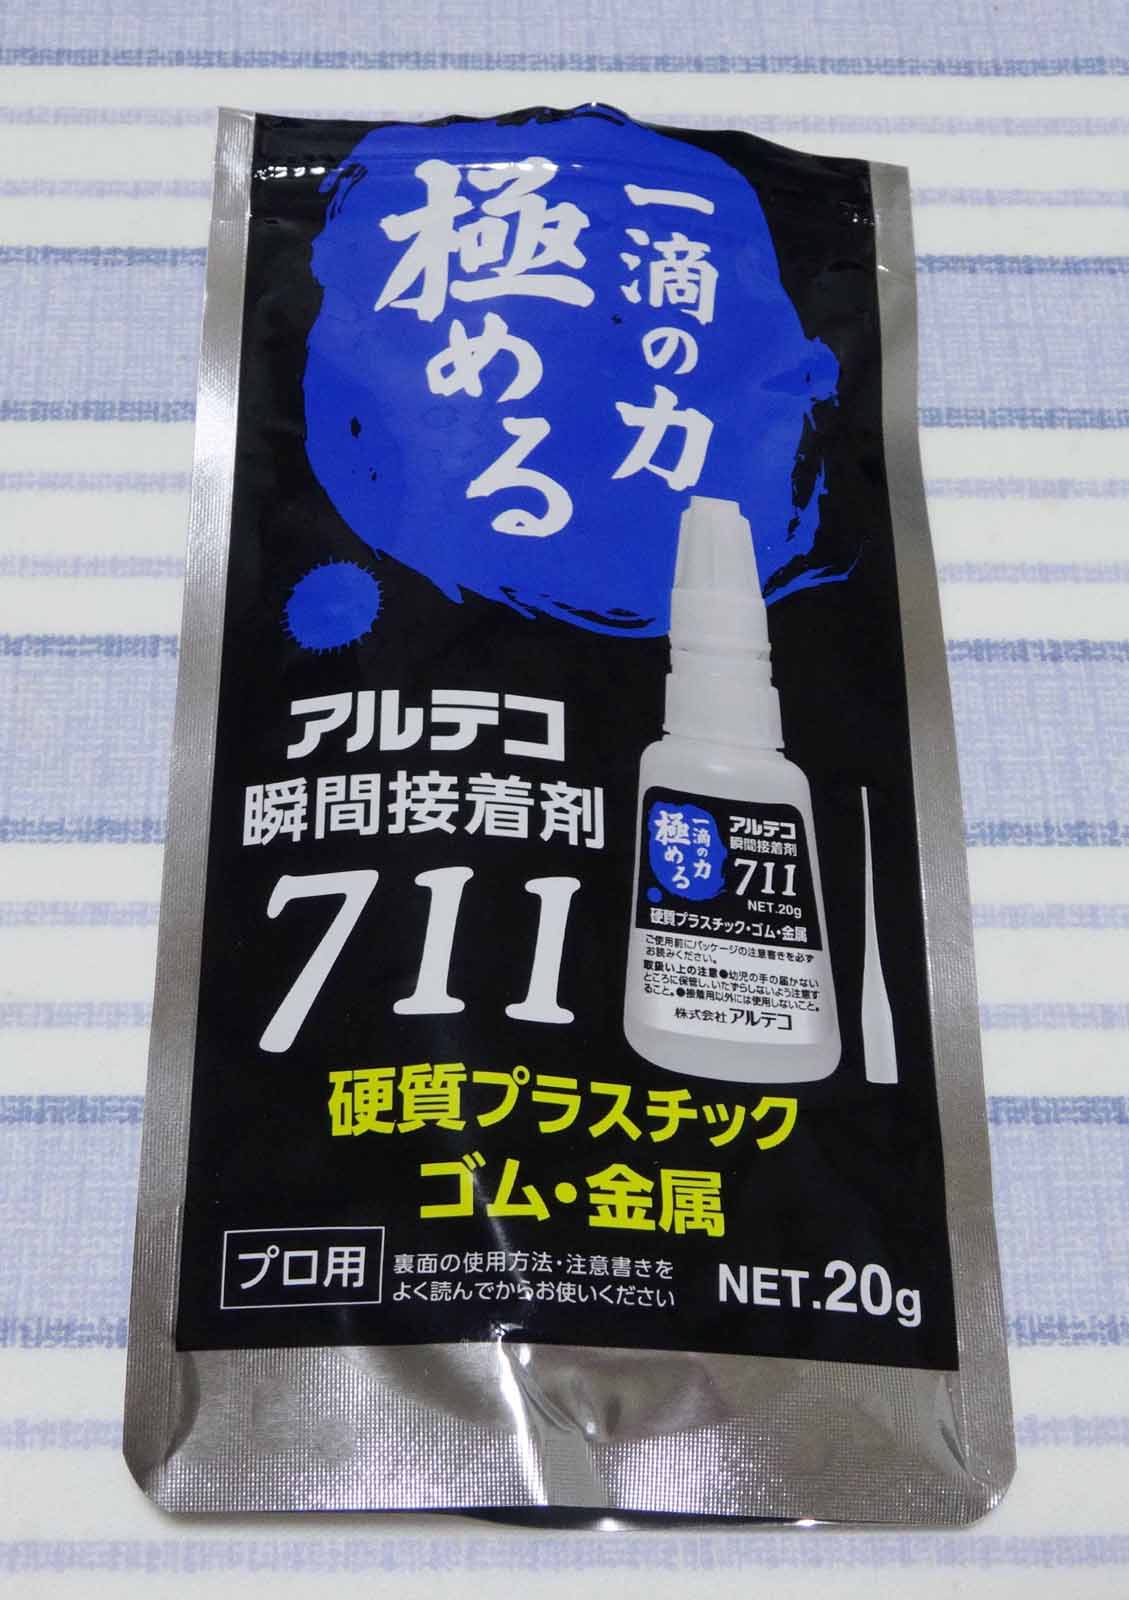 一滴の力
極める
アルテコ
瞬間接着剤
711
硬質プラスチック
ゴム・金属
プロ用
裏面の使用方法・注意書きを
よく読んでからお使いください
NET.20g
一滴の力
極める
アルテコ
瞬間接着剤
711
NET.20g
硬質プラスチック・ゴム・金属
ご使用前にパッケージの注意書きを必ず
お読みください。
取扱い上の注意●幼児の手の届かない
ところに保管し、いたずらしないよう注意す
ること。●接着用以外には使用しないこと。
株式会社アルテコ